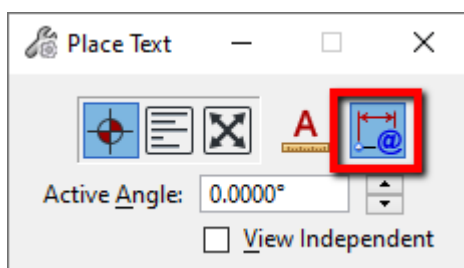 Place Text
A
@
Active Angle: 0.0000°
View Independent